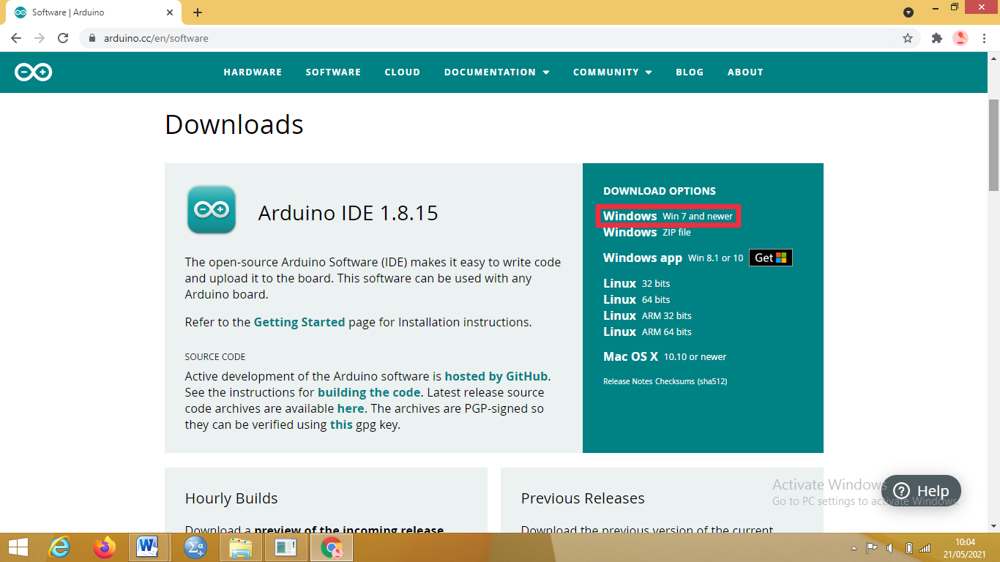 Software | Arduino
arduino.cc/en/software
HARDWARE SOFTWARE CLOUD DOCUMENTATION COMMUNITY BLOG ABOUT
Downloads
Arduino IDE 1.8.15
The open-source Arduino Software (IDE) makes it easy to write code
and upload it to the board. This software can be used with any
Arduino board.
Refer to the Getting Started page for Installation instructions.
SOURCE CODE
Active development of the Arduino software is hosted by GitHub.
See the instructions for building the code. Latest release source
code archives are available here. The archives are PGP-signed so
they can be verified using this gpg key.
DOWNLOAD OPTIONS
Windows Win 7 and newer
Windows ZIP file
Windows app Win 8.1 or 10 Get
Linux 32 bits
Linux 64 bits
Linux ARM 32 bits
Linux ARM 64 bits
Mac OS X 10.10 or newer
Release Notes Checksums (sha512)
Hourly Builds
Download a preview of the incoming release
Previous Releases
Download the previous version of the current
Activate Windows
Go to PC settings to activate Windows.
Help
10:04
21/05/2021